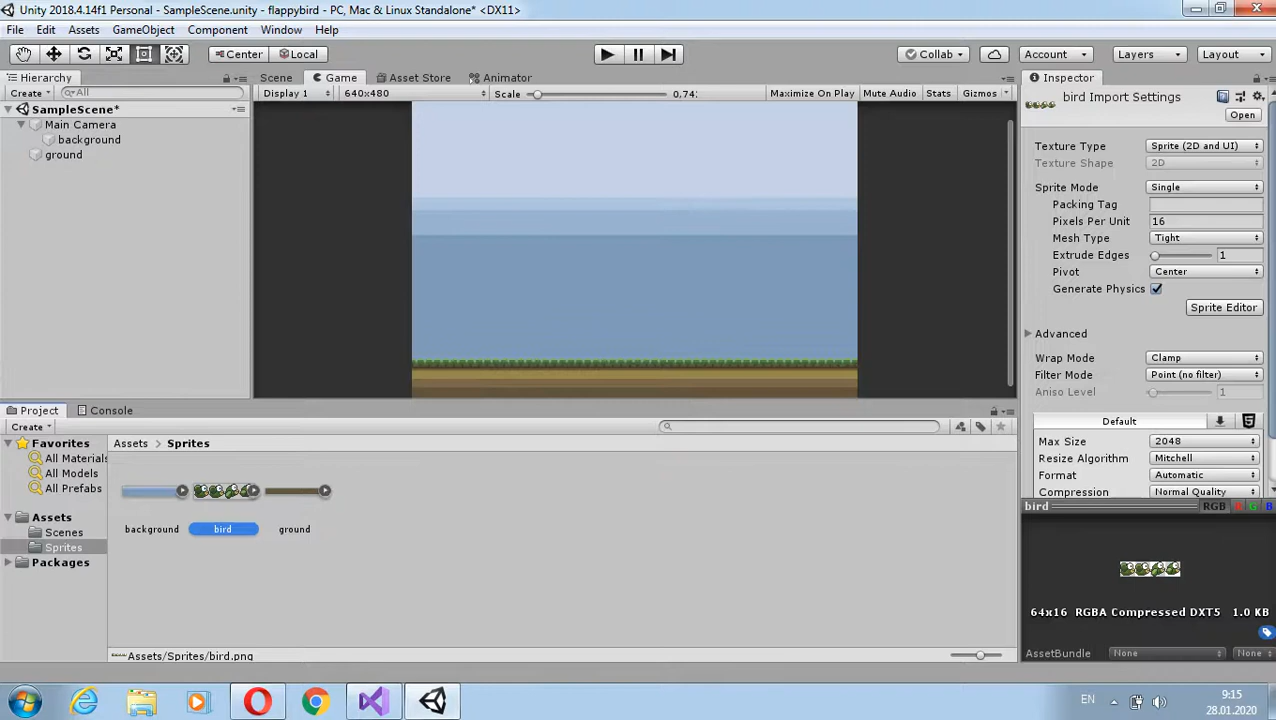 Unity 2018.4.14f1 Personal - SampleScene.unity - flappybird - PC, Mac & Linux Standalone* <DX11>
File Edit Assets GameObject Component Window Help
Center Local Collab Account Layers Layout
Hierarchy Scene Game Asset Store Animator Inspector
Create All Display 1 640x480 Scale 0,74 Maximize On Play Mute Audio Stats Gizmos
bird Import Settings
Open
SampleScene*
Main Camera
background
ground
Texture Type Sprite (2D and UI)
Texture Shape 2D
Sprite Mode Single
Packing Tag
Pixels Per Unit 16
Mesh Type Tight
Extrude Edges 1
Pivot Center
Generate Physics
Sprite Editor
Advanced
Wrap Mode Clamp
Filter Mode Point (no filter)
Aniso Level 1
Default
Max Size 2048
Resize Algorithm Mitchell
Format Automatic
Compression Normal Quality
Project Console
Create
Favorites
All Materials
All Models
All Prefabs
Assets
Scenes
Sprites
Packages
Assets > Sprites
background bird ground
Assets/Sprites/bird.png
bird RGB R G B
64x16 RGBA Compressed DXT5 1.0 KB
AssetBundle None None
EN 9:15
28.01.2020